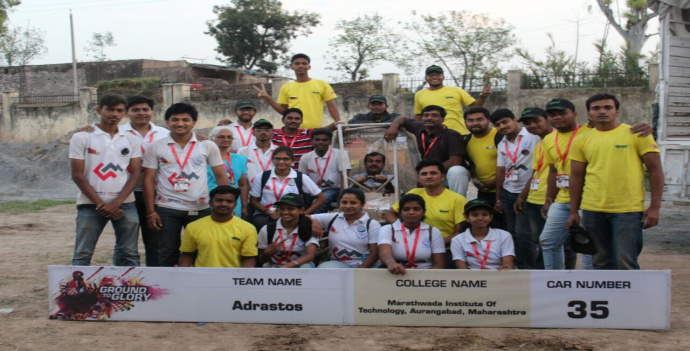 GROUND
TO GLORY
TEAM NAME
Adrastos
COLLEGE NAME
Marathwada Institute Of
Technology, Aurangabad, Maharashtra
CAR NUMBER
35